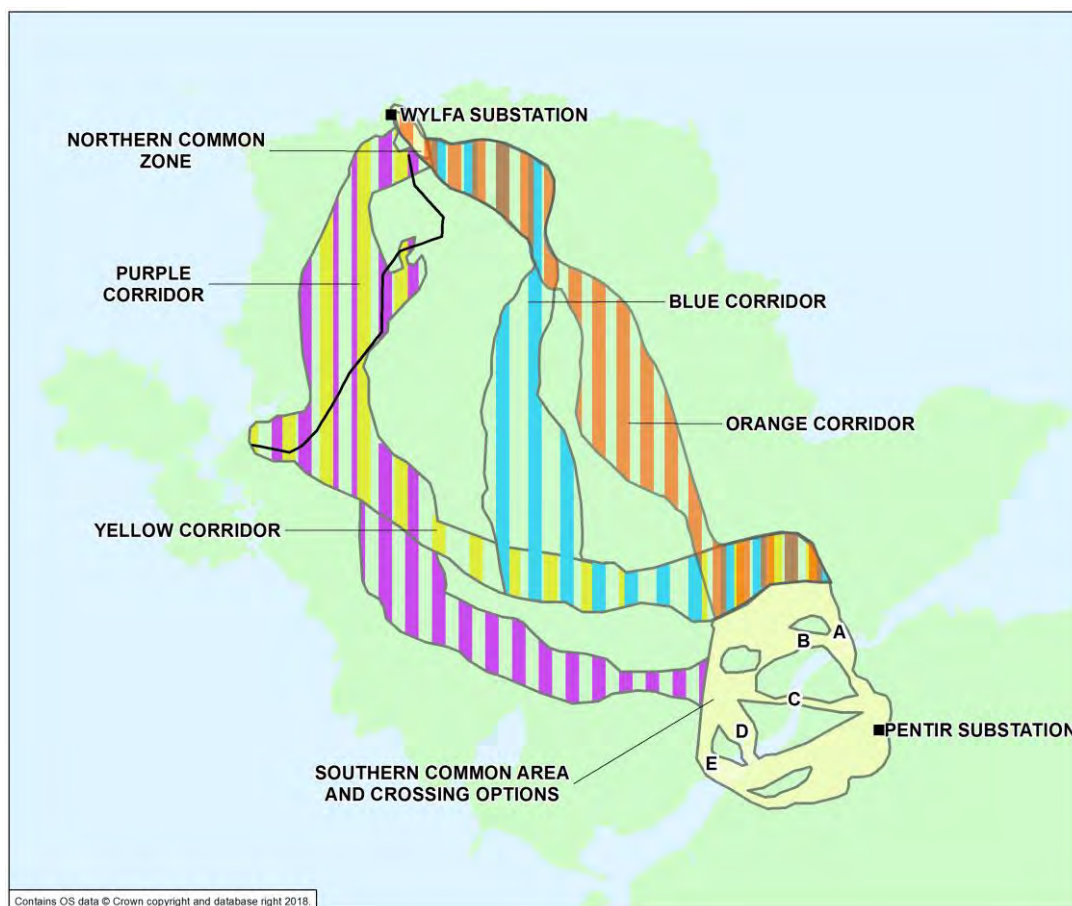 WYLFA SUBSTATION
NORTHERN COMMON
ZONE
PURPLE
CORRIDOR
BLUE CORRIDOR
ORANGE CORRIDOR
YELLOW CORRIDOR
A
B
C
D
PENTIR SUBSTATION
E
SOUTHERN COMMON AREA
AND CROSSING OPTIONS
Contains OS data © Crown copyright and database right 2018.